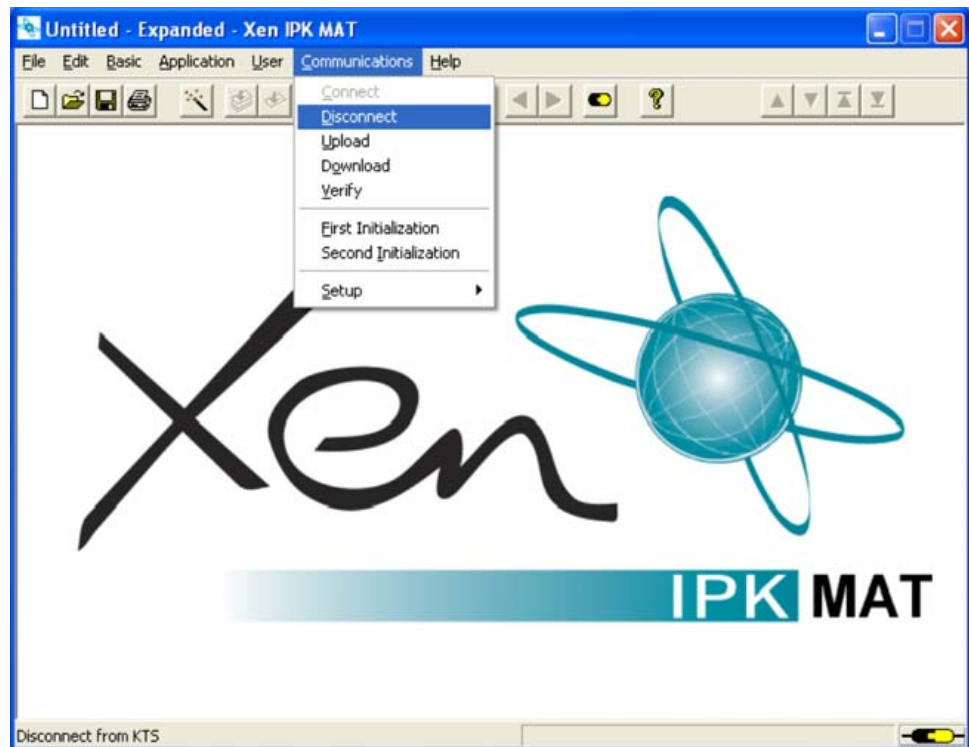 Untitled - Expanded - Xen IPK MAT
File Edit Basic Application User Communications Help
Connect
Disconnect
Upload
Download
Verify
First Initialization
Second Initialization
Setup
Xen
IPK MAT
Disconnect from KTS